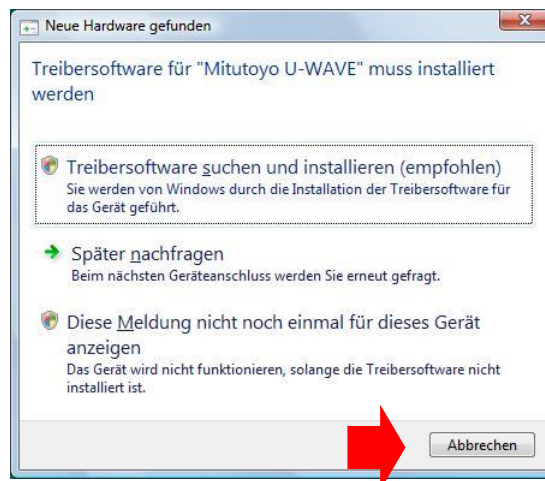 Neue Hardware gefunden
Treibersoftware für "Mitutoyo U-WAVE" muss installiert
werden
Treibersoftware suchen und installieren (empfohlen)
Sie werden von Windows durch die Installation der Treibersoftware für
das Gerät geführt.
Später nachfragen
Beim nächsten Geräteanschluss werden Sie erneut gefragt.
Diese Meldung nicht noch einmal für dieses Gerät
anzeigen
Das Gerät wird nicht funktionieren, solange die Treibersoftware nicht
installiert ist.
Abbrechen